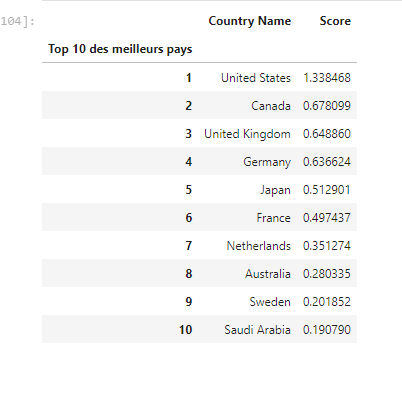 104]:
Country Name Score
Top 10 des meilleurs pays
1 United States 1.338468
2 Canada 0.678099
3 United Kingdom 0.648860
4 Germany 0.636624
5 Japan 0.512901
6 France 0.497437
7 Netherlands 0.351274
8 Australia 0.280335
9 Sweden 0.201852
10 Saudi Arabia 0.190790